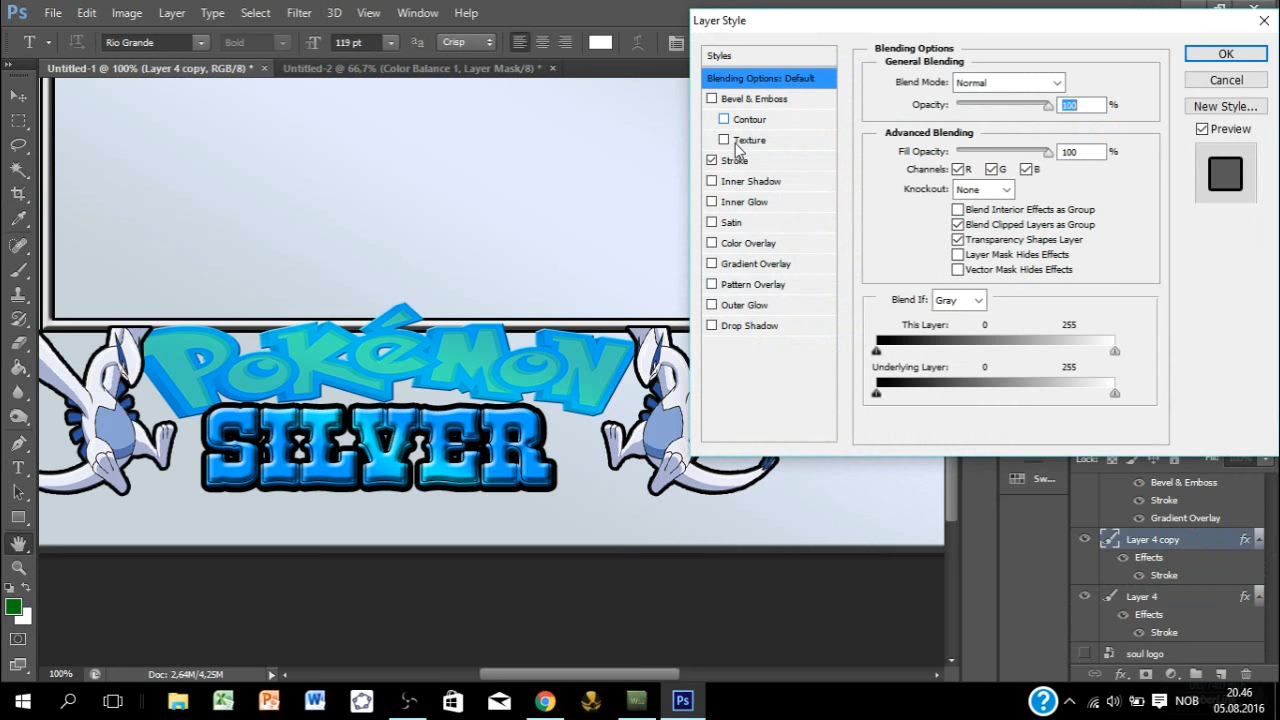 Ps File Edit Image Layer Type Select Filter 3D View Window Help
T Rio Grande Bold 119 pt aa Crisp
Untitled-1 @ 100% (Layer 4 copy, RGB/8) * × Untitled-2 @ 66,7% (Color Balance 1, Layer Mask/8) * ×
Layer Style
Styles
Blending Options: Default
Bevel & Emboss
Contour
Texture
Stroke
Inner Shadow
Inner Glow
Satin
Color Overlay
Gradient Overlay
Pattern Overlay
Outer Glow
Drop Shadow
Blending Options
General Blending
Blend Mode: Normal
Opacity: 100 %
Advanced Blending
Fill Opacity: 100 %
Channels: R G B
Knockout: None
Blend Interior Effects as Group
Blend Clipped Layers as Group
Transparency Shapes Layer
Layer Mask Hides Effects
Vector Mask Hides Effects
Blend If: Gray
This Layer: 0 255
Underlying Layer: 0 255
OK
Cancel
New Style...
Preview
POKéMON
SILVER
Sw...
Lock: Fill: 100%
Bevel & Emboss
Stroke
Gradient Overlay
Layer 4 copy fx
Effects
Stroke
Layer 4 fx
Effects
Stroke
soul logo
100% Doc: 2,64M/4,25M
NOB
20.46
05.08.2016